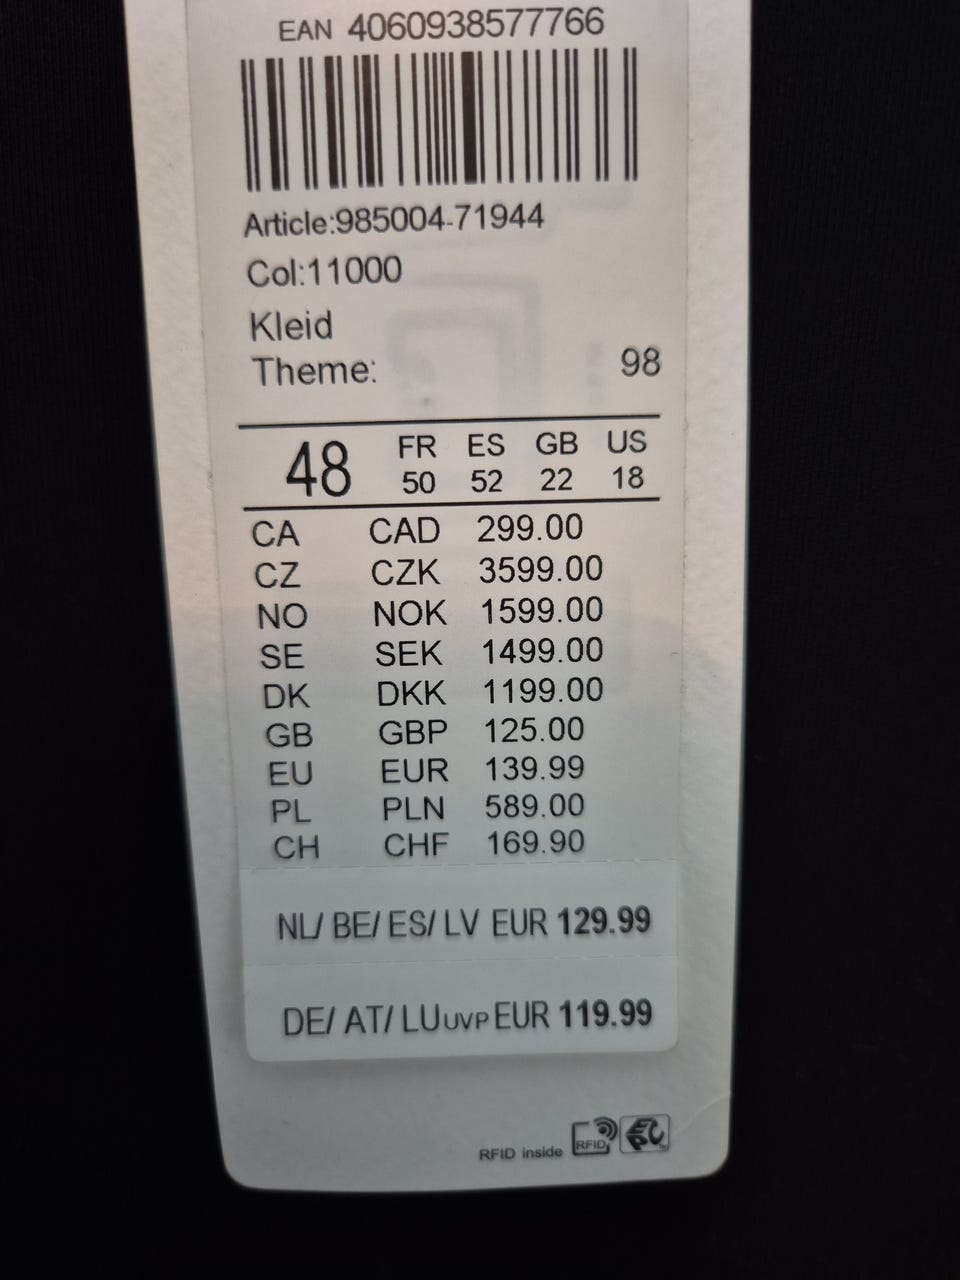 EAN 4060938577766
Article:985004-71944
Col:11000
Kleid
Theme: 98
48 FR ES GB US
50 52 22 18
CA CAD 299.00
CZ CZK 3599.00
NO NOK 1599.00
SE SEK 1499.00
DK DKK 1199.00
GB GBP 125.00
EU EUR 139.99
PL PLN 589.00
CH CHF 169.90
NL/ BE/ ES/ LV EUR 129.99
DE/ AT/ LU UVP EUR 119.99
RFID inside RFID EPC